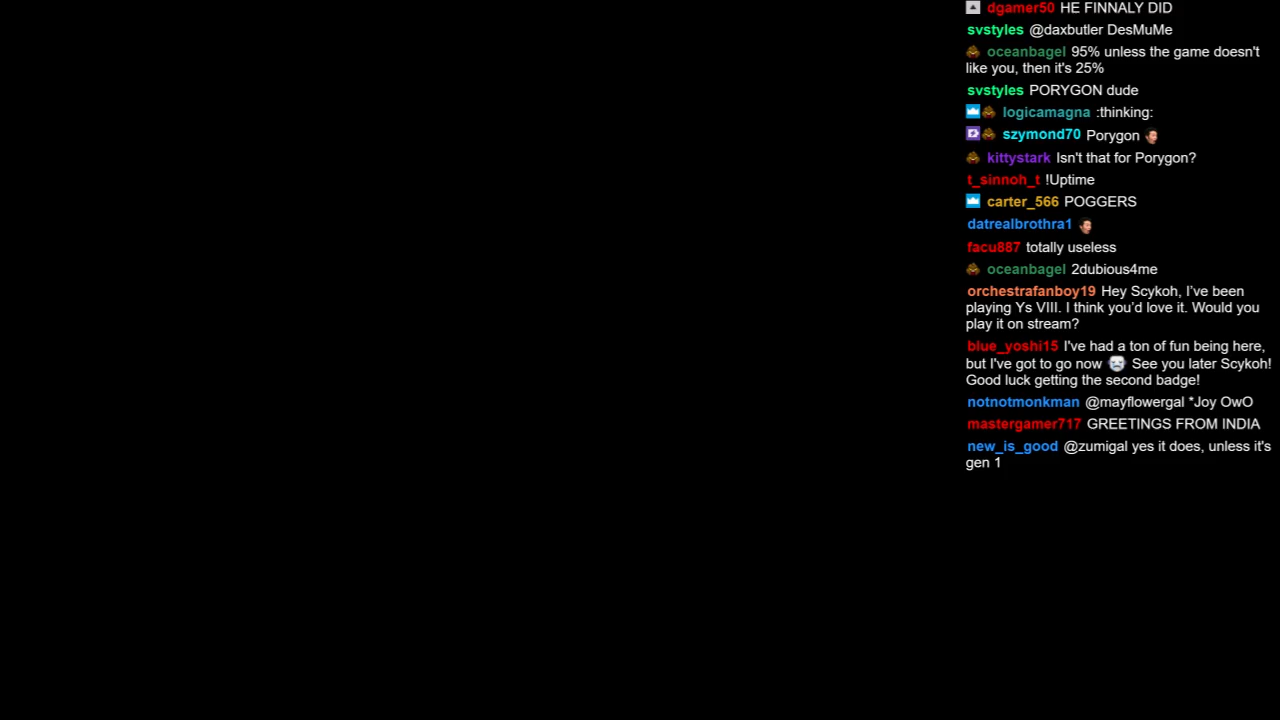 dgamer50 HE FINNALY DID
svstyles @daxbutler DesMuMe
oceanbagel 95% unless the game doesn't
like you, then it's 25%
svstyles PORYGON dude
logicamagna :thinking:
szymond70 Porygon
kittystark Isn't that for Porygon?
t_sinnoh_t !Uptime
carter_566 POGGERS
datrealbrothra1
facu887 totally useless
oceanbagel 2dubious4me
orchestrafanboy19 Hey Scykoh, I've been
playing Ys VIII. I think you'd love it. Would you
play it on stream?
blue_yoshi15 I've had a ton of fun being here,
but I've got to go now See you later Scykoh!
Good luck getting the second badge!
notnotmonkman @mayflowergal *Joy OwO
mastergamer717 GREETINGS FROM INDIA
new_is_good @zumigal yes it does, unless it's
gen 1